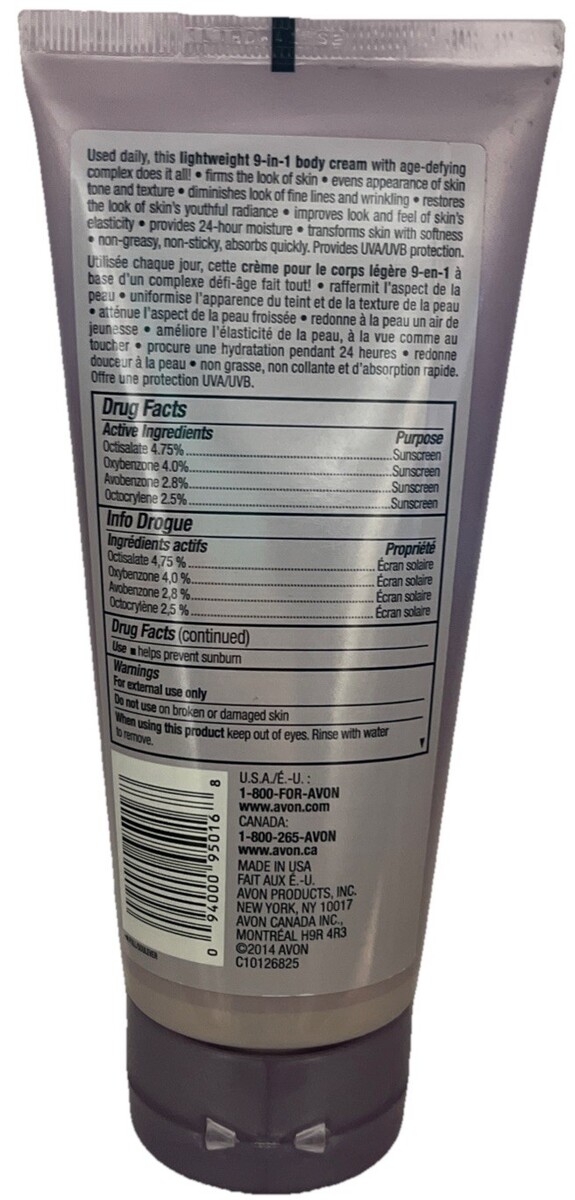 Used daily, this lightweight 9-in-1 body cream with age-defying
complex does it all! • firms the look of skin • evens appearance of skin
tone and texture • diminishes look of fine lines and wrinkling • restores
the look of skin's youthful radiance • improves look and feel of skin's
elasticity • provides 24-hour moisture • transforms skin with softness
• non-greasy, non-sticky, absorbs quickly. Provides UVA/UVB protection.
Utilisée chaque jour, cette crème pour le corps légère 9-en-1 à
base d'un complexe défi-âge fait tout! • raffermit l'aspect de la
peau • uniformise l'apparence du teint et de la texture de la peau
• atténue l'aspect de la peau froissée • redonne à la peau un air de
jeunesse • améliore l'élasticité de la peau, à la vue comme au
toucher • procure une hydratation pendant 24 heures • redonne
douceur à la peau • non grasse, non collante et d'absorption rapide.
Offre une protection UVA/UVB.
Drug Facts
Active Ingredients Purpose
Octisalate 4.75% Sunscreen
Oxybenzone 4.0% Sunscreen
Avobenzone 2.8% Sunscreen
Octocrylene 2.5% Sunscreen
Info Drogue
Ingrédients actifs Propriété
Octisalate 4,75 % Écran solaire
Oxybenzone 4,0 % Écran solaire
Avobenzone 2,8 % Écran solaire
Octocrylène 2,5 % Écran solaire
Drug Facts (continued)
Use ■ helps prevent sunburn
Warnings
For external use only
Do not use on broken or damaged skin
When using this product keep out of eyes. Rinse with water
to remove.
U.S.A./É.-U. :
1-800-FOR-AVON
www.avon.com
CANADA:
1-800-265-AVON
www.avon.ca
MADE IN USA
FAIT AUX É.-U.
AVON PRODUCTS, INC.
NEW YORK, NY 10017
AVON CANADA INC.,
MONTRÉAL H9R 4R3
©2014 AVON
C10126825
0 94000 95016 8